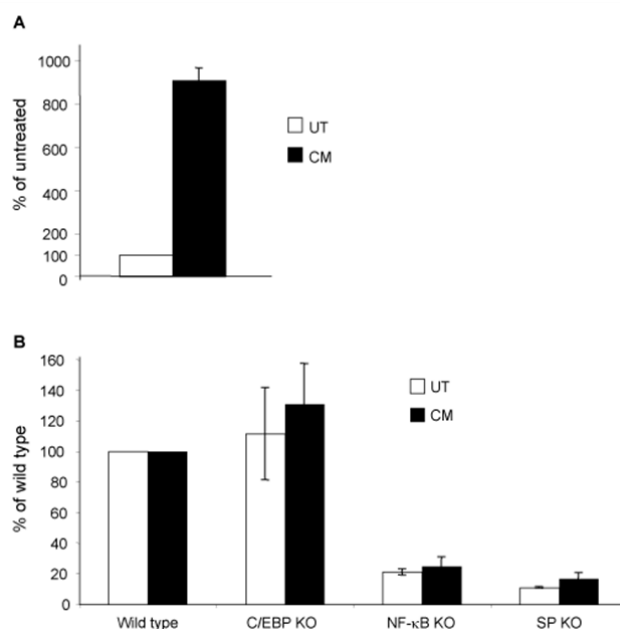 A
% of untreated
1000
800
600
400
200
100
0
UT
CM
B
% of wild type
160
140
120
100
80
60
40
20
0
UT
CM
Wild type C/EBP KO NF-κB KO SP KO